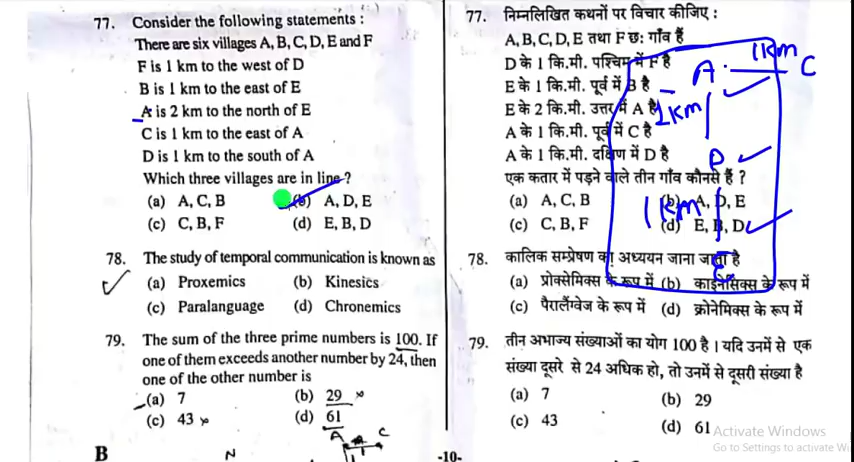 77. Consider the following statements :
There are six villages A, B, C, D, E and F
F is 1 km to the west of D
B is 1 km to the east of E
A is 2 km to the north of E
C is 1 km to the east of A
D is 1 km to the south of A
Which three villages are in line ?
(a) A, C, B (b) A, D, E
(c) C, B, F (d) E, B, D
78. The study of temporal communication is known as
(a) Proxemics (b) Kinesics
(c) Paralanguage (d) Chronemics
79. The sum of the three prime numbers is 100. If
one of them exceeds another number by 24, then
one of the other number is
(a) 7 (b) 29
(c) 43 (d) 61
A C
B N
-10-
77. निम्नलिखित कथनों पर विचार कीजिए :
A, B, C, D, E तथा F छः गाँव हैं
D के 1 कि.मी. पश्चिम में F है
E के 1 कि.मी. पूर्व में B है
E के 2 कि.मी. उत्तर में A है
A के 1 कि.मी. पूर्व में C है
A के 1 कि.मी. दक्षिण में D है
एक कतार में पड़ने वाले तीन गाँव कौनसे हैं ?
(a) A, C, B (b) A, D, E
(c) C, B, F (d) E, B, D
1km
A C
1km
D
1km
E
78. कालिक सम्प्रेषण का अध्ययन जाना जाता है
(a) प्रोक्सेमिक्स के रूप में (b) काइनेसिक्स के रूप में
(c) पैरालैंग्वेज के रूप में (d) क्रोनेमिक्स के रूप में
79. तीन अभाज्य संख्याओं का योग 100 है । यदि उनमें से एक
संख्या दूसरे से 24 अधिक हो, तो उनमें से दूसरी संख्या है
(a) 7 (b) 29
(c) 43 (d) 61
Activate Windows
Go to Settings to activate Wi